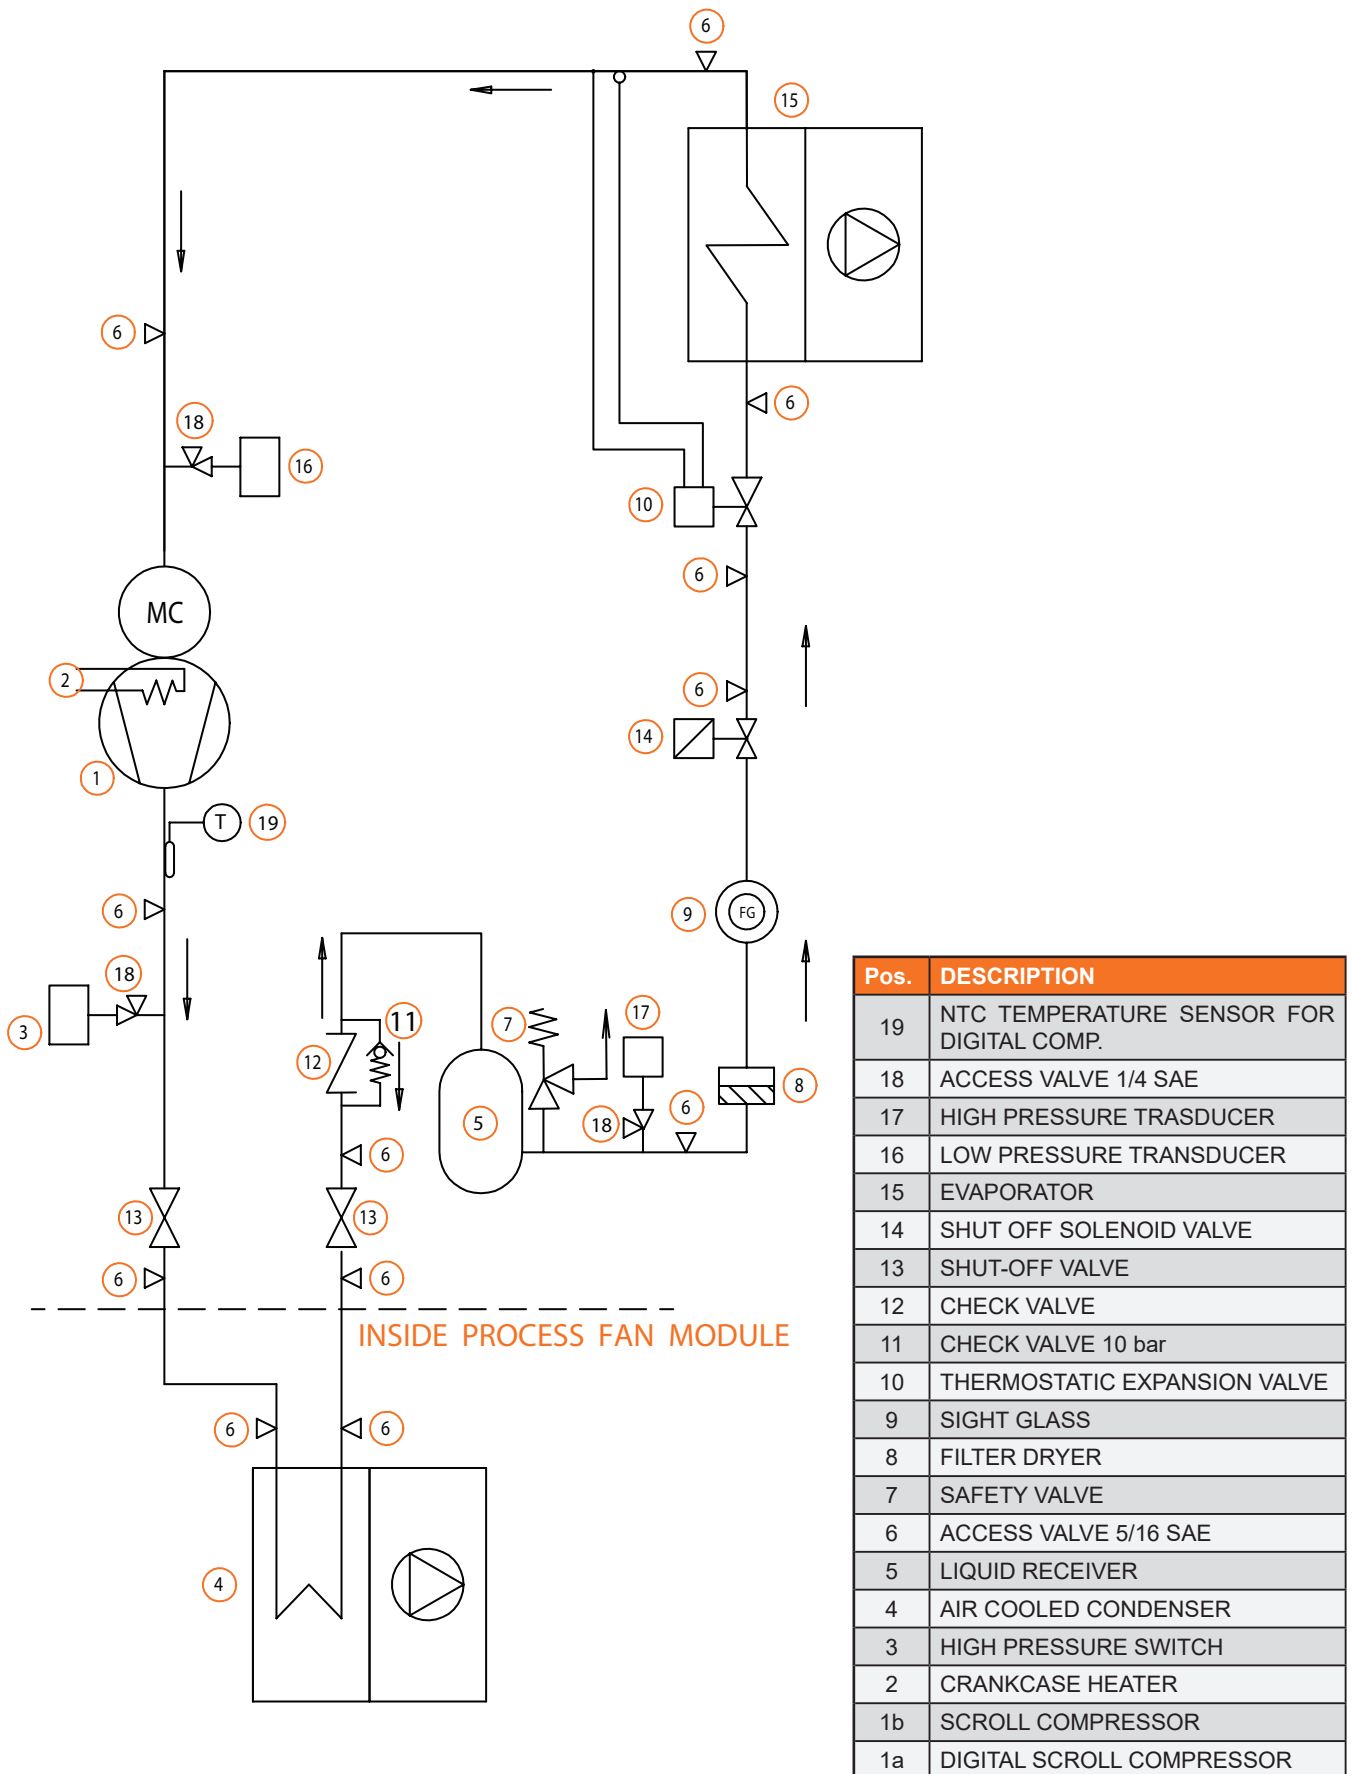 6
15
6
18
16
6
10
6
MC
2
6
14
1
T 19
6
9 FG
18
3
11
12
7
17
8
5
18
6
6
13
13
6
6
INSIDE PROCESS FAN MODULE
6
6
4
Pos. DESCRIPTION
19 NTC TEMPERATURE SENSOR FOR
DIGITAL COMP.
18 ACCESS VALVE 1/4 SAE
17 HIGH PRESSURE TRASDUCER
16 LOW PRESSURE TRANSDUCER
15 EVAPORATOR
14 SHUT OFF SOLENOID VALVE
13 SHUT-OFF VALVE
12 CHECK VALVE
11 CHECK VALVE 10 bar
10 THERMOSTATIC EXPANSION VALVE
9 SIGHT GLASS
8 FILTER DRYER
7 SAFETY VALVE
6 ACCESS VALVE 5/16 SAE
5 LIQUID RECEIVER
4 AIR COOLED CONDENSER
3 HIGH PRESSURE SWITCH
2 CRANKCASE HEATER
1b SCROLL COMPRESSOR
1a DIGITAL SCROLL COMPRESSOR